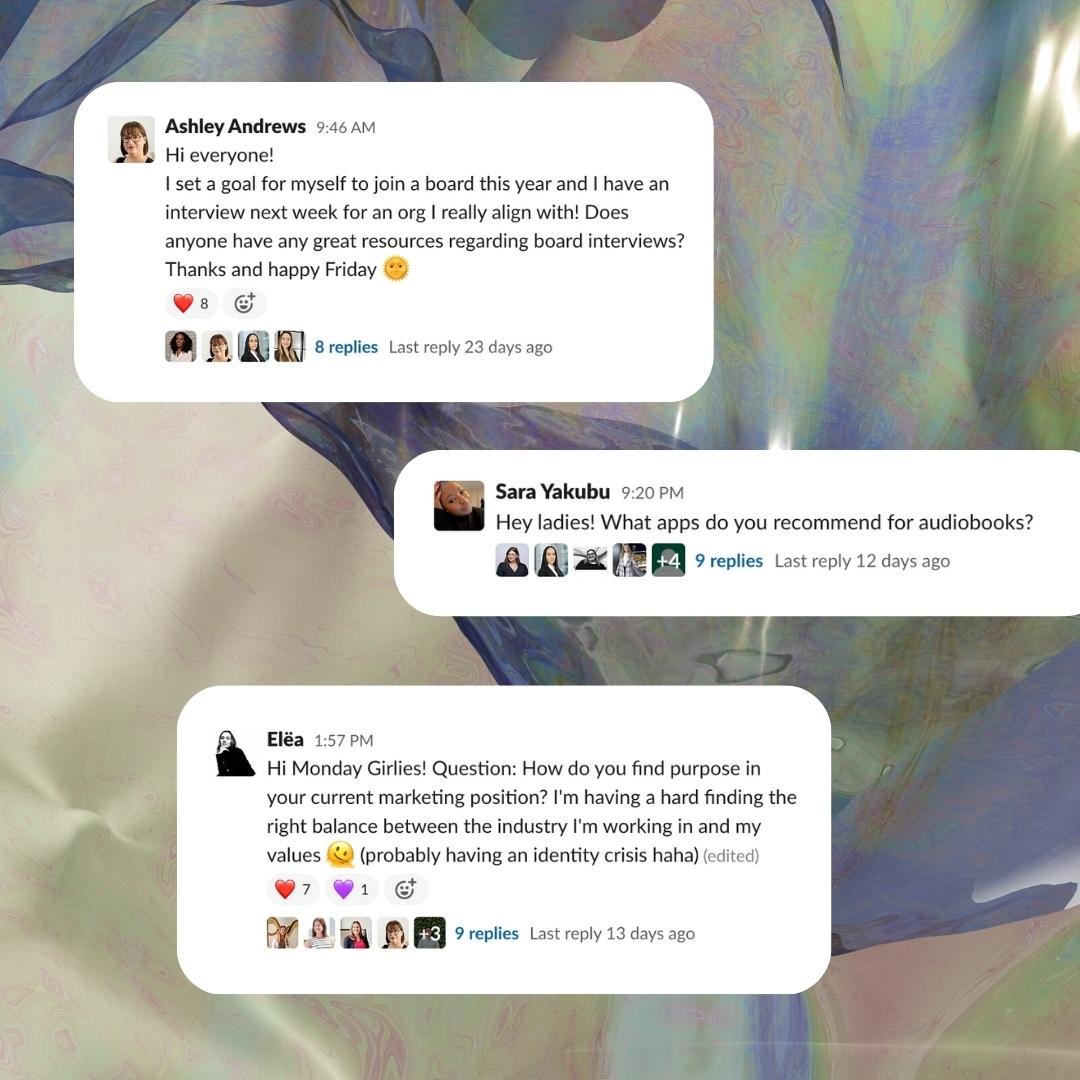 Ashley Andrews 9:46 AM
Hi everyone!
I set a goal for myself to join a board this year and I have an
interview next week for an org I really align with! Does
anyone have any great resources regarding board interviews?
Thanks and happy Friday 🌞
❤️ 8
8 replies Last reply 23 days ago
Sara Yakubu 9:20 PM
Hey ladies! What apps do you recommend for audiobooks?
+4 9 replies Last reply 12 days ago
Elëa 1:57 PM
Hi Monday Girlies! Question: How do you find purpose in
your current marketing position? I'm having a hard finding the
right balance between the industry I'm working in and my
values 🫠 (probably having an identity crisis haha) (edited)
❤️ 7 💜 1
+3 9 replies Last reply 13 days ago